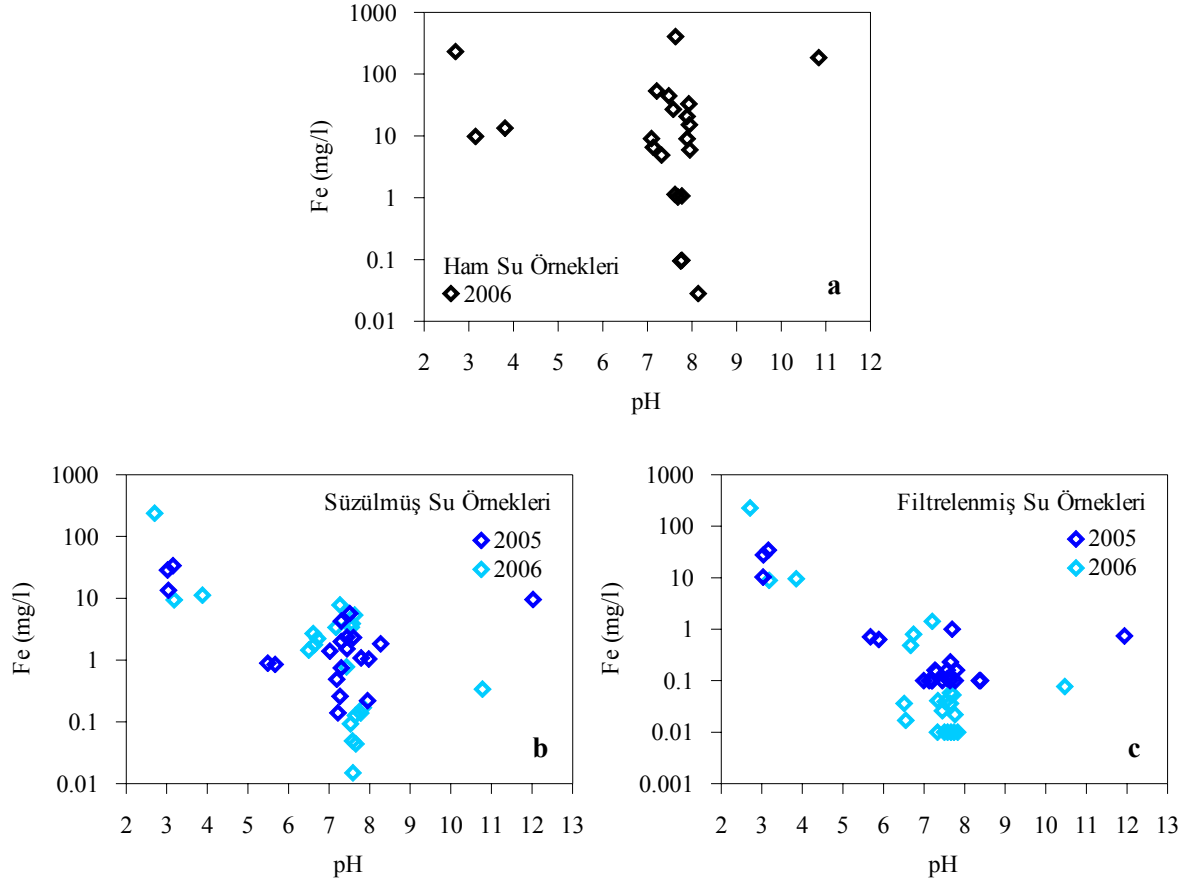 1000
100
10
1
0.1
0.01
Fe (mg/l)
Ham Su Örnekleri
2006
a
2 3 4 5 6 7 8 9 10 11 12
pH
1000
100
10
1
0.1
0.01
Fe (mg/l)
Süzülmüş Su Örnekleri
2005
2006
b
2 3 4 5 6 7 8 9 10 11 12 13
pH
1000
100
10
1
0.1
0.01
0.001
Fe (mg/l)
Filtrelenmiş Su Örnekleri
2005
2006
c
2 3 4 5 6 7 8 9 10 11 12 13
pH